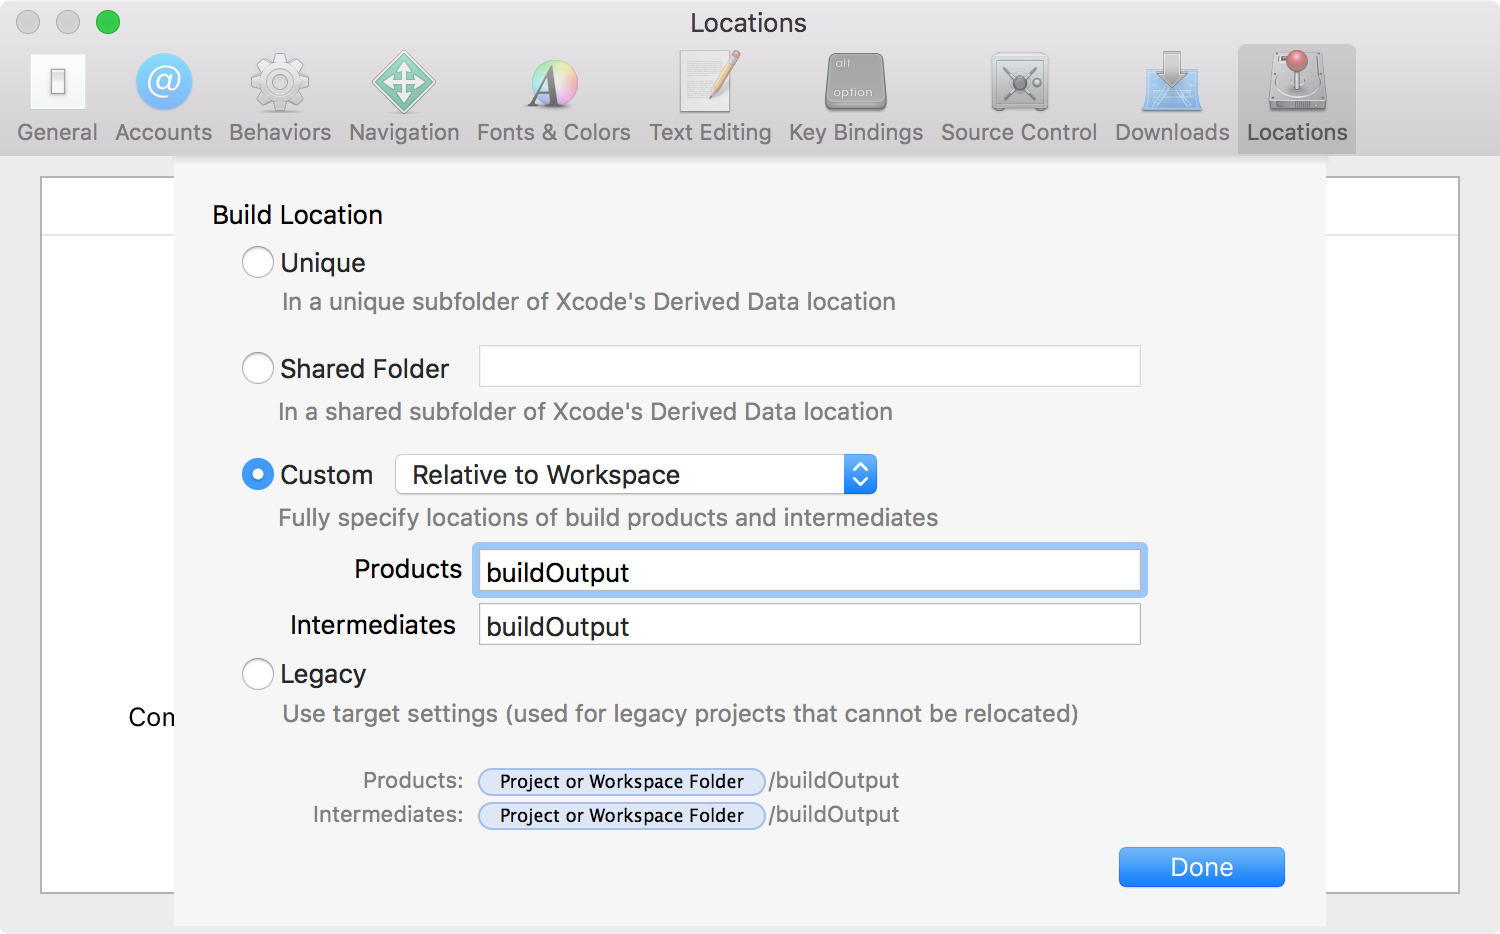 Locations
General Accounts Behaviors Navigation Fonts & Colors Text Editing alt option Key Bindings Source Control Downloads Locations
Build Location
Unique
In a unique subfolder of Xcode's Derived Data location
Shared Folder
In a shared subfolder of Xcode's Derived Data location
Custom Relative to Workspace
Fully specify locations of build products and intermediates
Products buildOutput
Intermediates buildOutput
Legacy
Com
Use target settings (used for legacy projects that cannot be relocated)
Products: Project or Workspace Folder /buildOutput
Intermediates: Project or Workspace Folder /buildOutput
Done